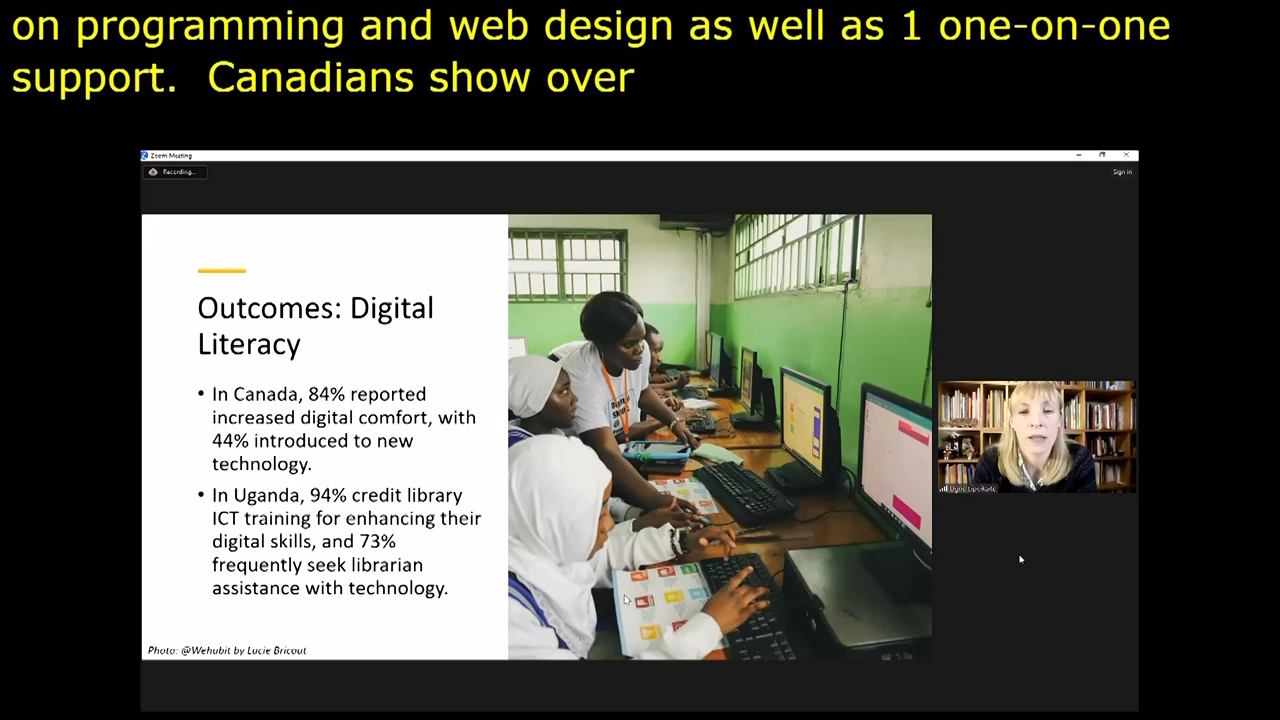 on programming and web design as well as 1 one-on-one
support.  Canadians show over
Zoom Meeting
Recording...
Sign in
Outcomes: Digital
Literacy
• In Canada, 84% reported
increased digital comfort, with
44% introduced to new
technology.
• In Uganda, 94% credit library
ICT training for enhancing their
digital skills, and 73%
frequently seek librarian
assistance with technology.
Photo: @Wehubit by Lucie Bricout